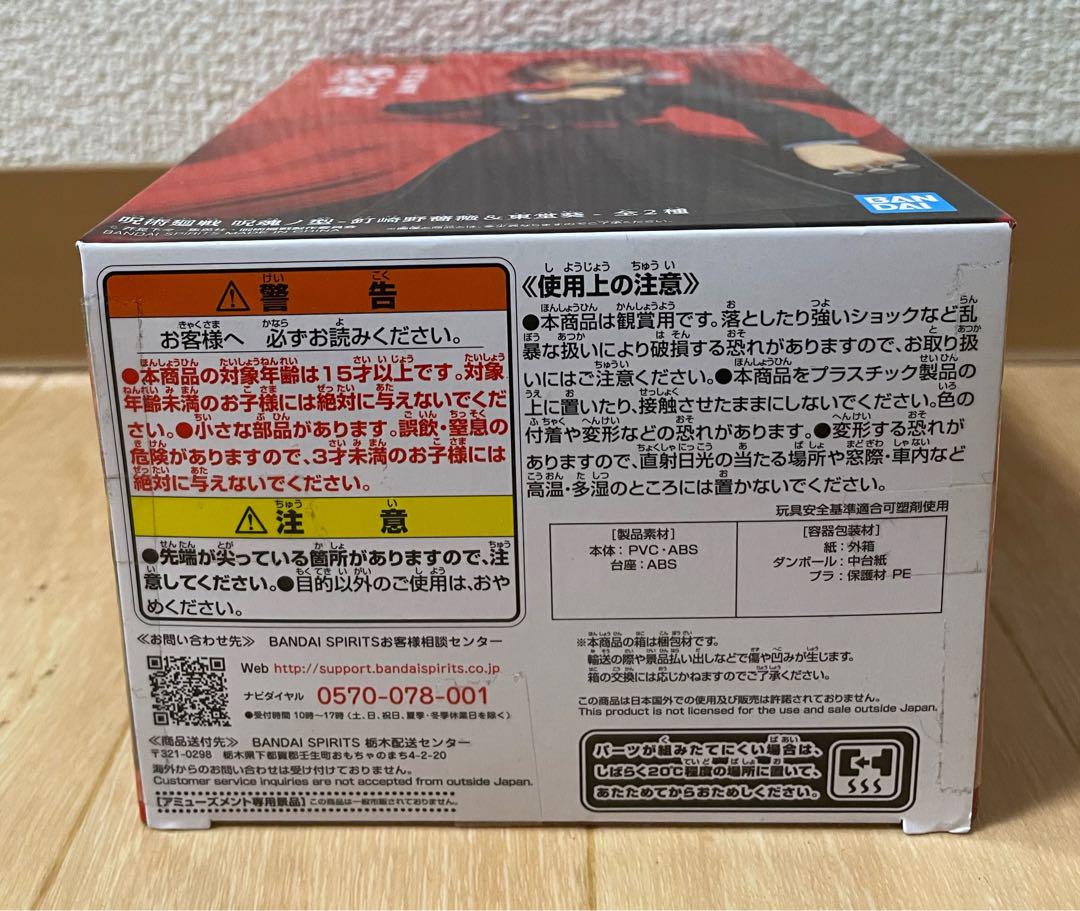 呪術廻戦 呪魂ノ型-釘崎野薔薇&東堂葵- 全2種
BANDAI
警告
お客様へ 必ずお読みください。
●本商品の対象年齢は15才以上です。対象
年齢未満のお子様には絶対に与えないでくだ
さい。●小さな部品があります。誤飲・窒息の
危険がありますので、3才未満のお子様には
絶対に与えないでください。
注意
●先端が尖っている箇所がありますので、注
意してください。●目的以外のご使用は、おや
めください。
≪お問い合わせ先≫ BANDAI SPIRITSお客様相談センター
Web http://support.bandaispirits.co.jp
ナビダイヤル 0570-078-001
●受付時間 10時〜17時 (土、日、祝日、夏季・冬季休業日を除く)
≪商品送付先≫ BANDAI SPIRITS 栃木配送センター
〒321-0298 栃木県下都賀郡壬生町おもちゃのまち4-2-20
海外からのお問い合わせは受け付けておりません。
Customer service inquiries are not accepted from outside Japan.
【アミューズメント専用景品】この商品は一般市販されておりません。
≪使用上の注意≫
●本商品は観賞用です。落としたり強いショックなど乱
暴な扱いにより破損する恐れがありますので、お取り扱
いにはご注意ください。●本商品をプラスチック製品の
上に置いたり、接触させたままにしないでください。色の
付着や変形などの恐れがあります。●変形する恐れが
ありますので、直射日光の当たる場所や窓際・車内など
高温・多湿のところには置かないでください。
玩具安全基準適合可塑剤使用
[製品素材]
本体：PVC・ABS
台座：ABS
[容器包装材]
紙：外箱
ダンボール：中台紙
プラ：保護材 PE
※本商品の箱は梱包材です。
輸送の際や景品払い出しなどで傷や凹みが生じます。
箱の交換には応じかねますのでご了承ください。
この商品は日本国外での使用及び販売は許諾されておりません。
This product is not licensed for the use and sale outside Japan.
パーツが組みたてにくい場合は、
しばらく20℃程度の場所に置いて、
あたためてからおためしください。